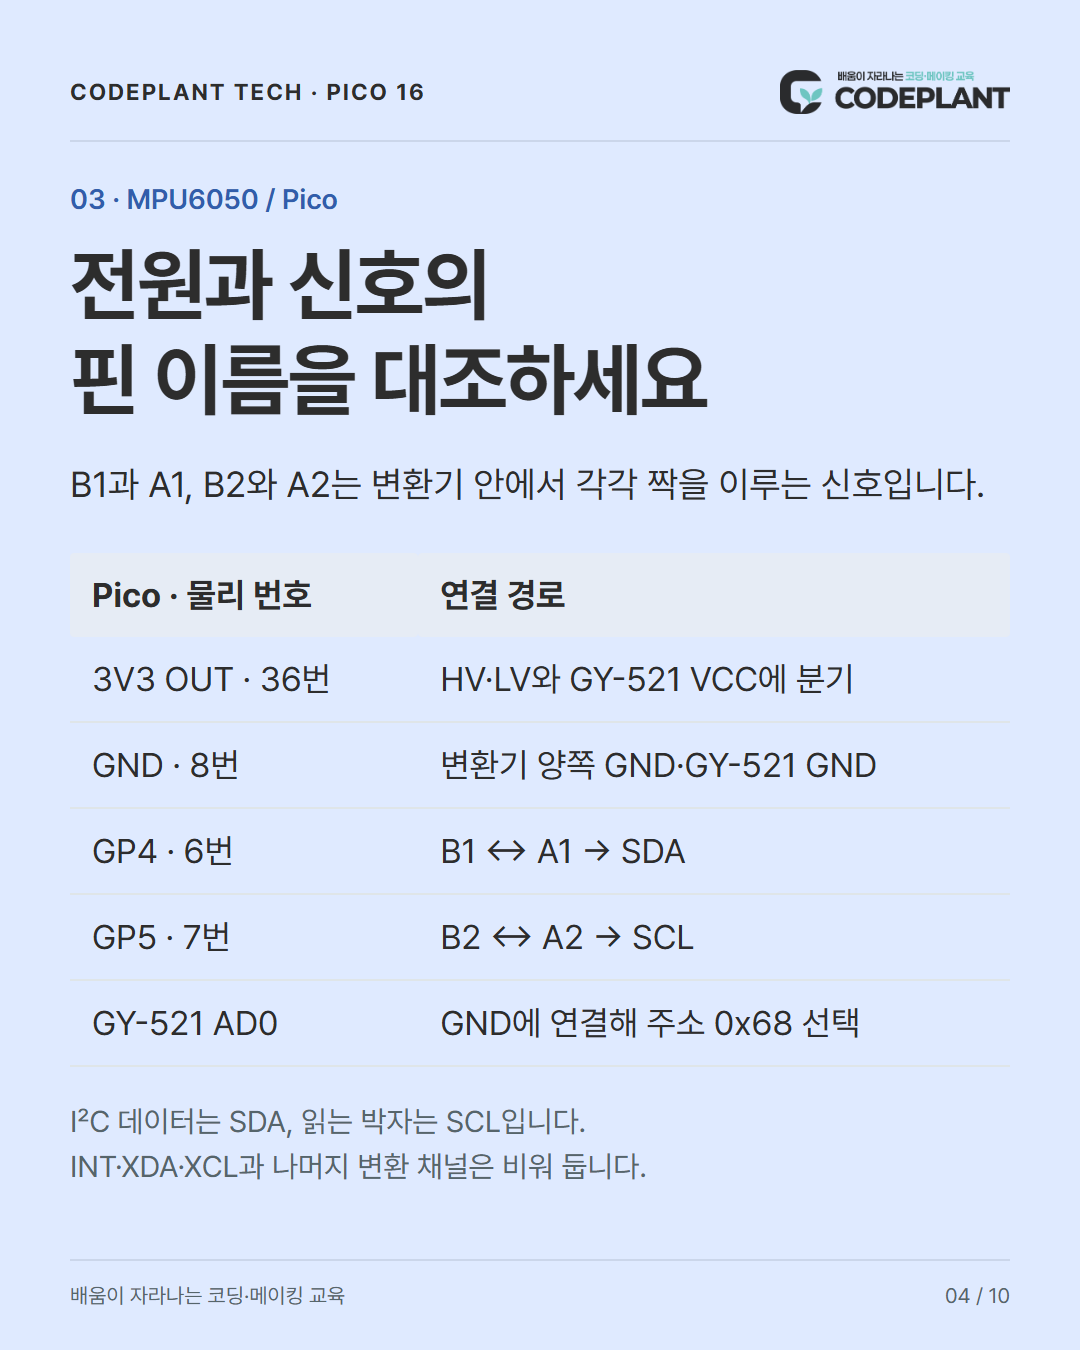 CODEPLANT TECH · PICO 16
배움이 자라나는 코딩·메이킹 교육
CODEPLANT
03 · MPU6050 / Pico
전원과 신호의
핀 이름을 대조하세요
B1과 A1, B2와 A2는 변환기 안에서 각각 짝을 이루는 신호입니다.
Pico · 물리 번호 연결 경로
3V3 OUT · 36번 HV·LV와 GY-521 VCC에 분기
GND · 8번 변환기 양쪽 GND·GY-521 GND
GP4 · 6번 B1 ↔ A1 → SDA
GP5 · 7번 B2 ↔ A2 → SCL
GY-521 AD0 GND에 연결해 주소 0x68 선택
I²C 데이터는 SDA, 읽는 박자는 SCL입니다.
INT·XDA·XCL과 나머지 변환 채널은 비워 둡니다.
배움이 자라나는 코딩·메이킹 교육 04 / 10